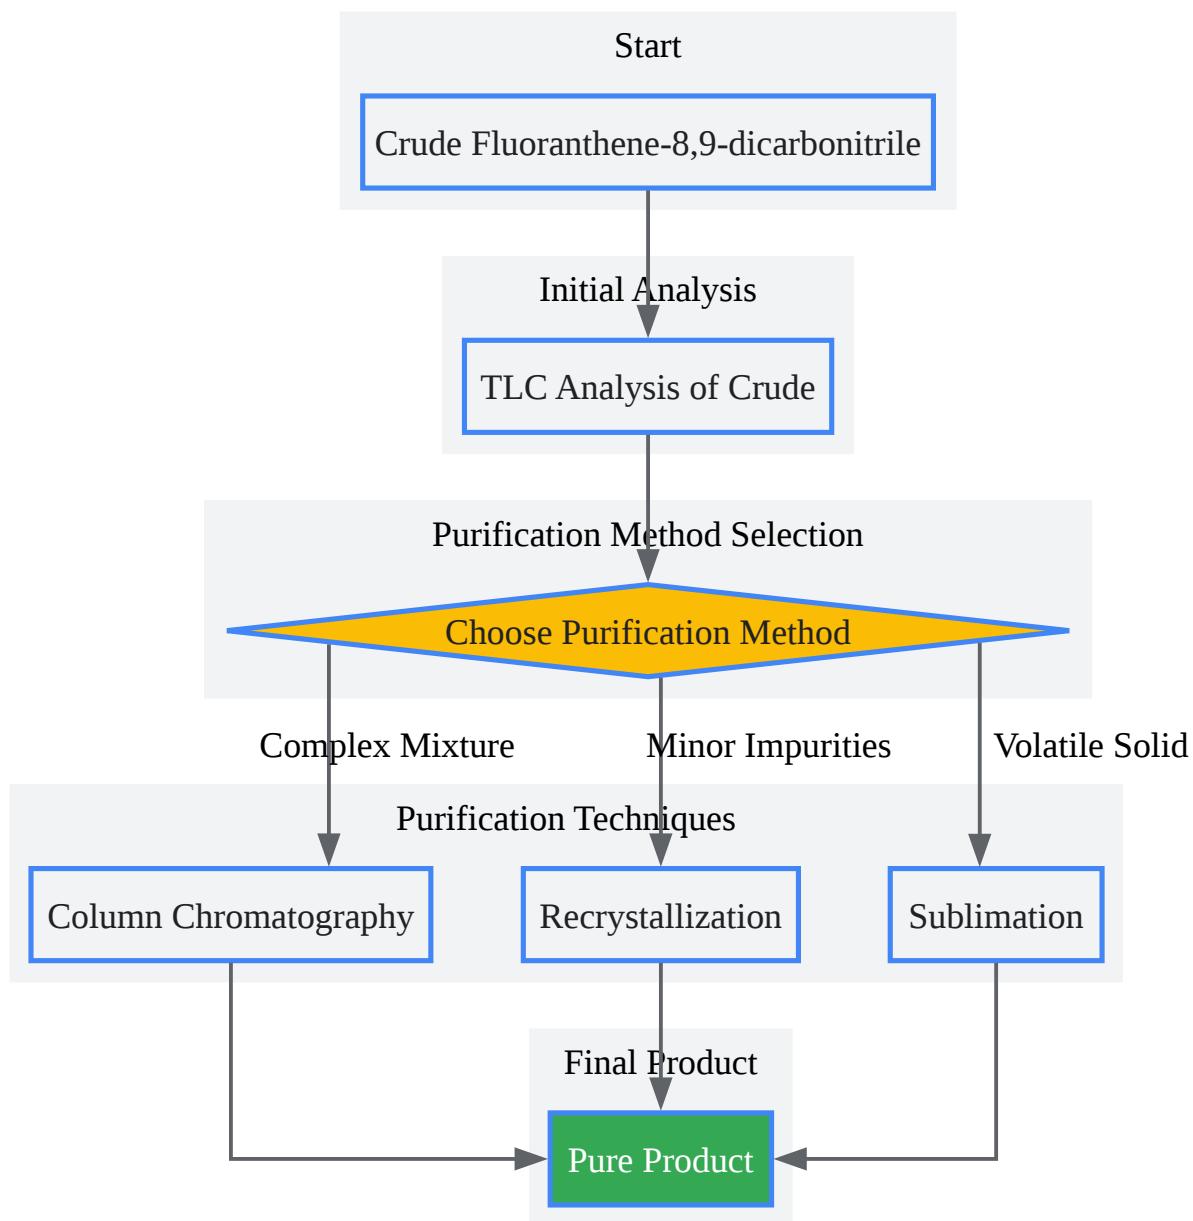 Start
Crude Fluoranthene-8,9-dicarbonitrile
Initial Analysis
TLC Analysis of Crude
Purification Method Selection
Choose Purification Method
Complex Mixture
Minor Impurities
Volatile Solid
Purification Techniques
Column Chromatography
Recrystallization
Sublimation
Final Product
Pure Product